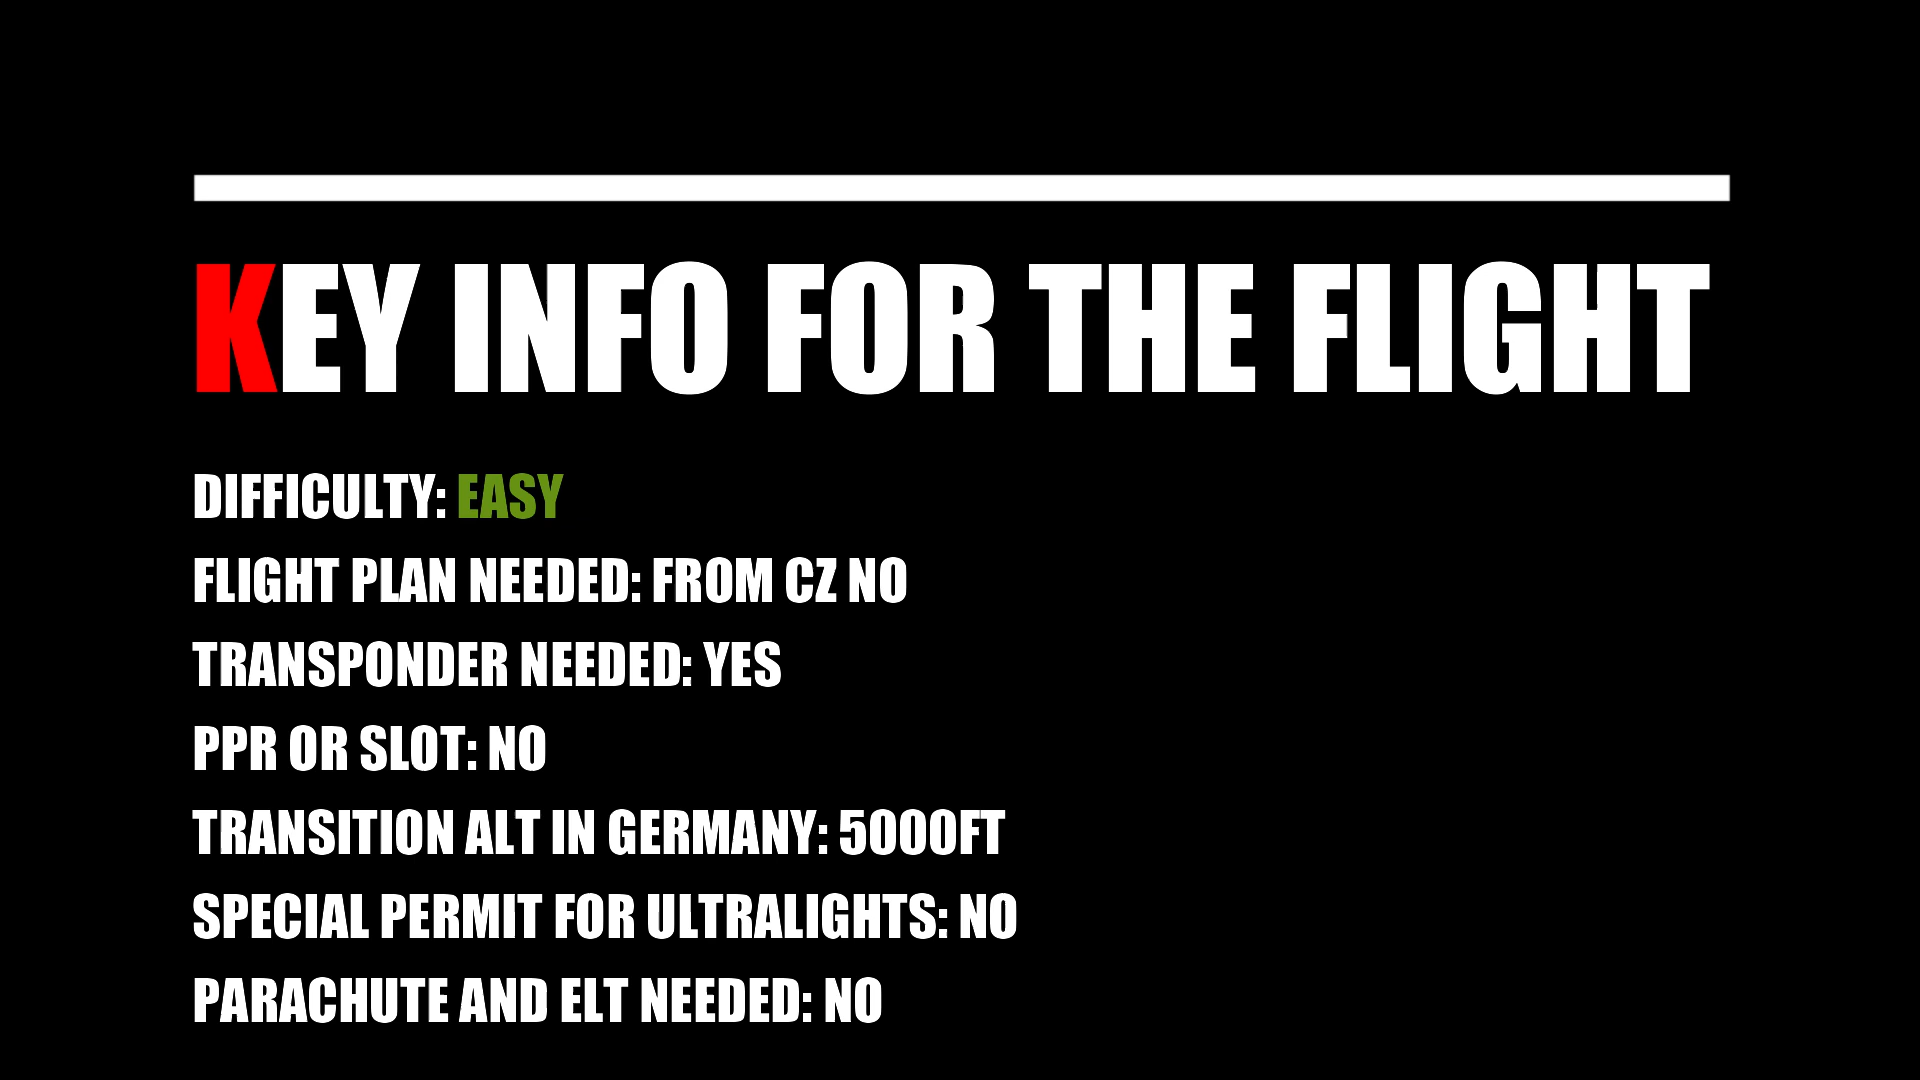 KEY INFO FOR THE FLIGHT
DIFFICULTY: EASY
FLIGHT PLAN NEEDED: FROM CZ NO
TRANSPONDER NEEDED: YES
PPR OR SLOT: NO
TRANSITION ALT IN GERMANY: 5000FT
SPECIAL PERMIT FOR ULTRALIGHTS: NO
PARACHUTE AND ELT NEEDED: NO